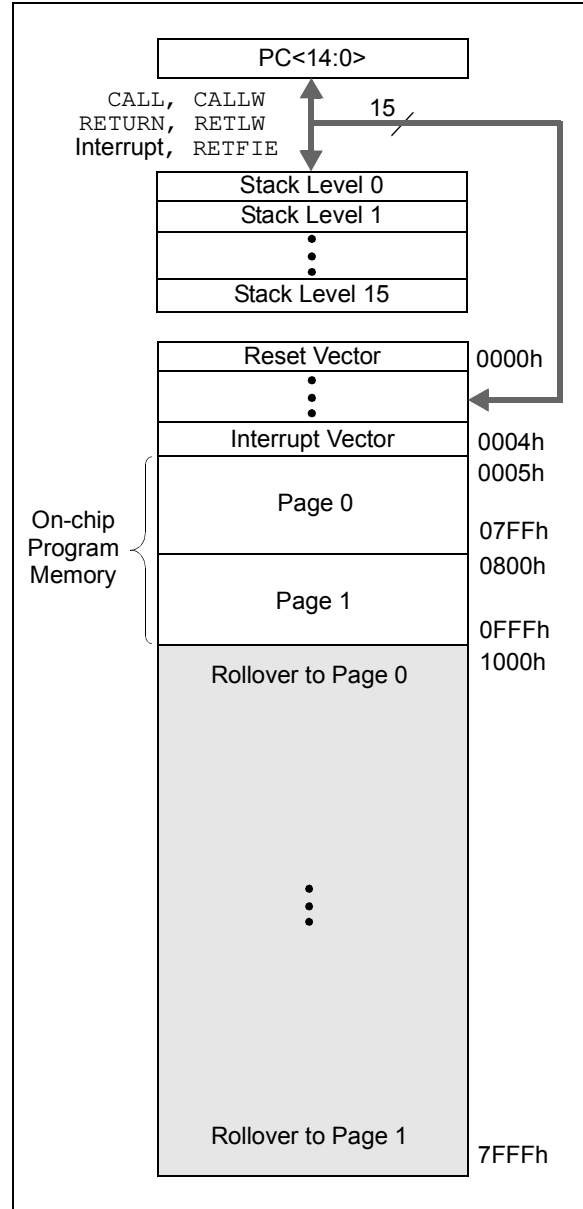 PC<14:0>
CALL, CALLW
15
RETURN, RETLW
Interrupt, RETFIE
Stack Level 0
Stack Level 1
Stack Level 15
Reset Vector
0000h
Interrupt Vector
0004h
0005h
On-chip
Program
Memory
Page 0
07FFh
0800h
Page 1
0FFFh
1000h
Rollover to Page 0
Rollover to Page 1
7FFFh